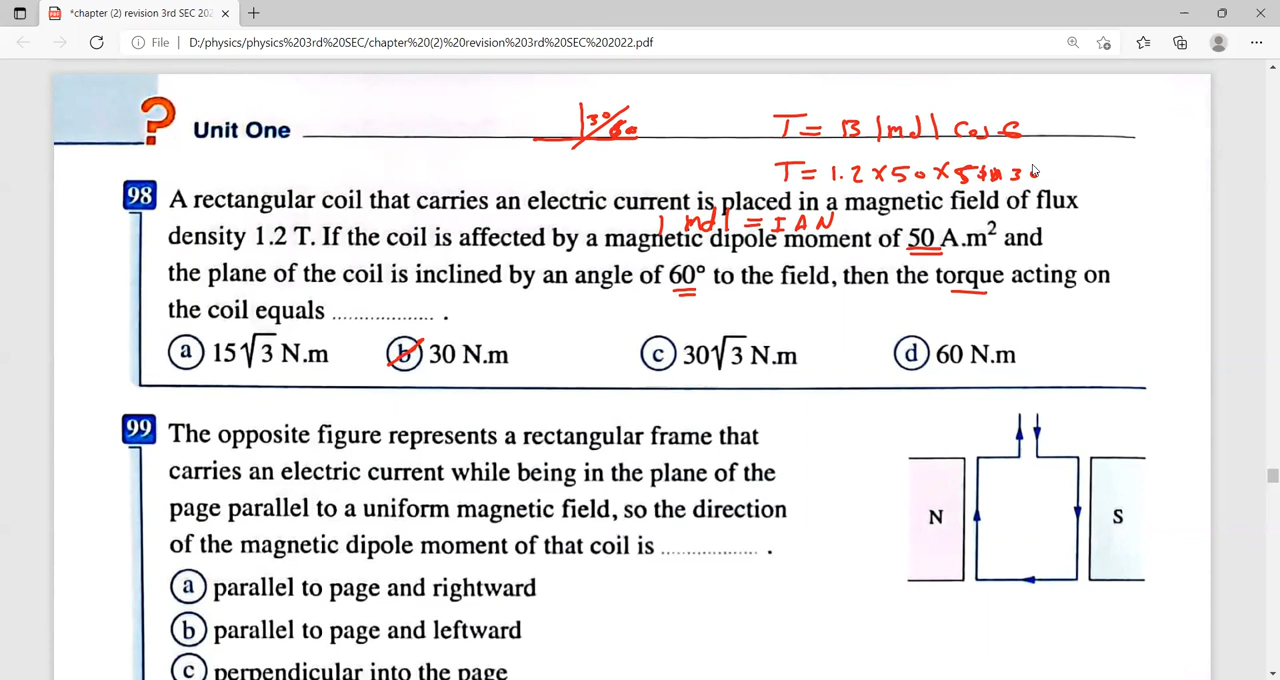 *chapter (2) revision 3rd SEC 202
File
D:/physics/physics%203rd%20SEC/chapter%20(2)%20revision%203rd%20SEC%202022.pdf
?
Unit One
30/60
T = B |md| Cos
T = 1.2 × 50 × sin 30
98 A rectangular coil that carries an electric current is placed in a magnetic field of flux
|md| = I A N
density 1.2 T. If the coil is affected by a magnetic dipole moment of 50 A.m² and
the plane of the coil is inclined by an angle of 60° to the field, then the torque acting on
the coil equals .................. .
a 15√3 N.m b 30 N.m c 30√3 N.m d 60 N.m
99 The opposite figure represents a rectangular frame that
carries an electric current while being in the plane of the
page parallel to a uniform magnetic field, so the direction
of the magnetic dipole moment of that coil is .................. .
N S
a parallel to page and rightward
b parallel to page and leftward
c perpendicular into the page